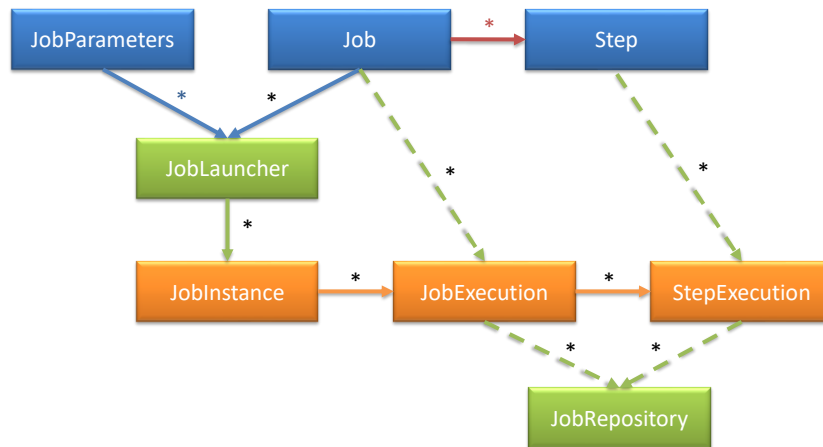 JobParameters
Job
*
Step
*
*
JobLauncher
*
*
*
JobInstance
*
JobExecution
*
StepExecution
*
*
JobRepository